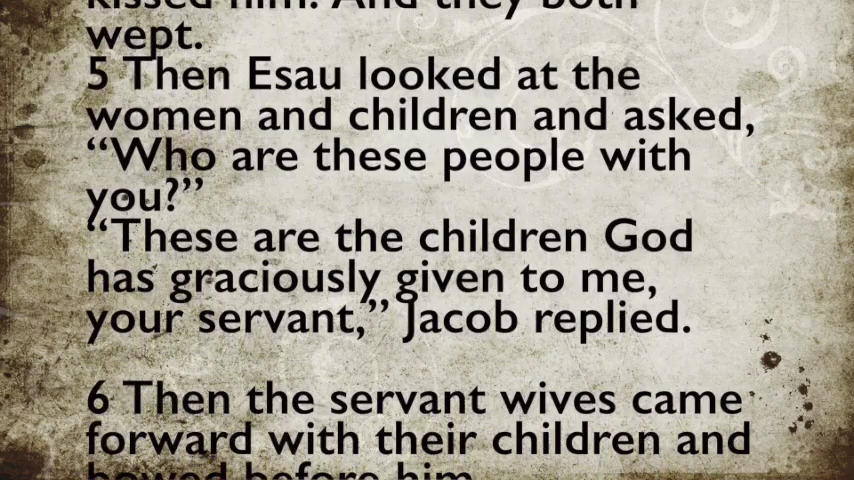 kissed him. And they both
wept.
5 Then Esau looked at the
women and children and asked,
“Who are these people with
you?”
“These are the children God
has graciously given to me,
your servant,” Jacob replied.
6 Then the servant wives came
forward with their children and
bowed before him.